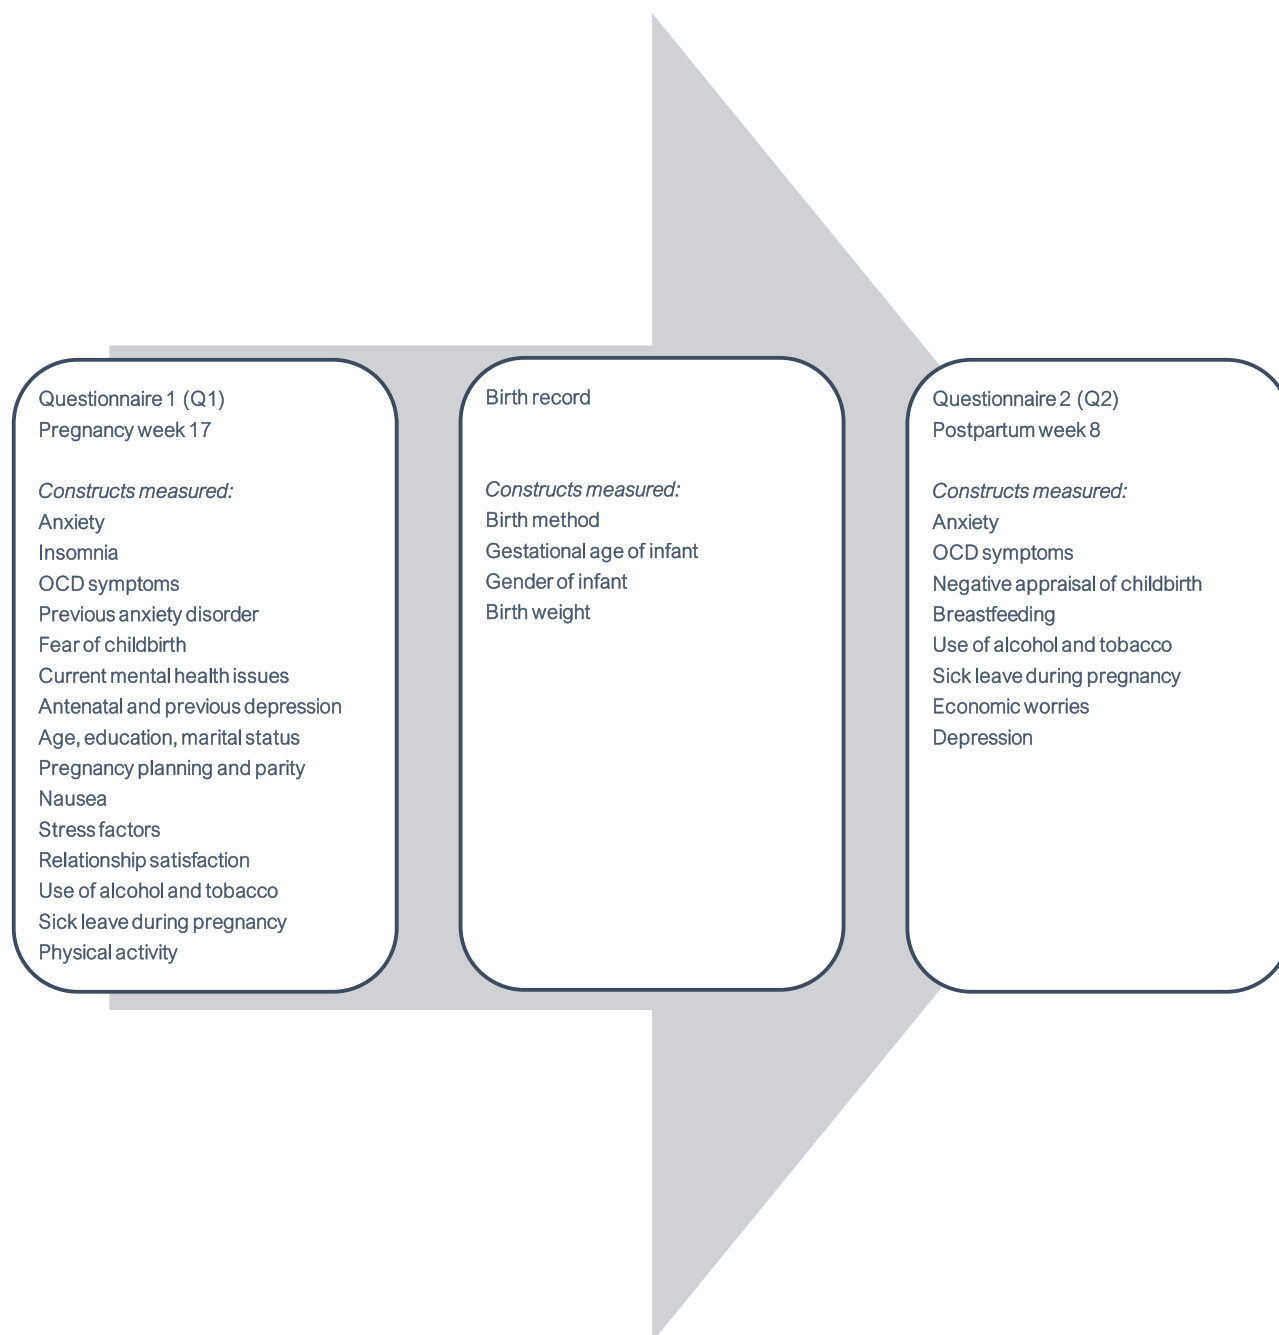 Questionnaire 1 (Q1)
Pregnancy week 17
Constructs measured:
Anxiety
Insomnia
OCD symptoms
Previous anxiety disorder
Fear of childbirth
Current mental health issues
Antenatal and previous depression
Age, education, marital status
Pregnancy planning and parity
Nausea
Stress factors
Relationship satisfaction
Use of alcohol and tobacco
Sick leave during pregnancy
Physical activity
Birth record
Constructs measured:
Birth method
Gestational age of infant
Gender of infant
Birth weight
Questionnaire 2 (Q2)
Postpartum week 8
Constructs measured:
Anxiety
OCD symptoms
Negative appraisal of childbirth
Breastfeeding
Use of alcohol and tobacco
Sick leave during pregnancy
Economic worries
Depression